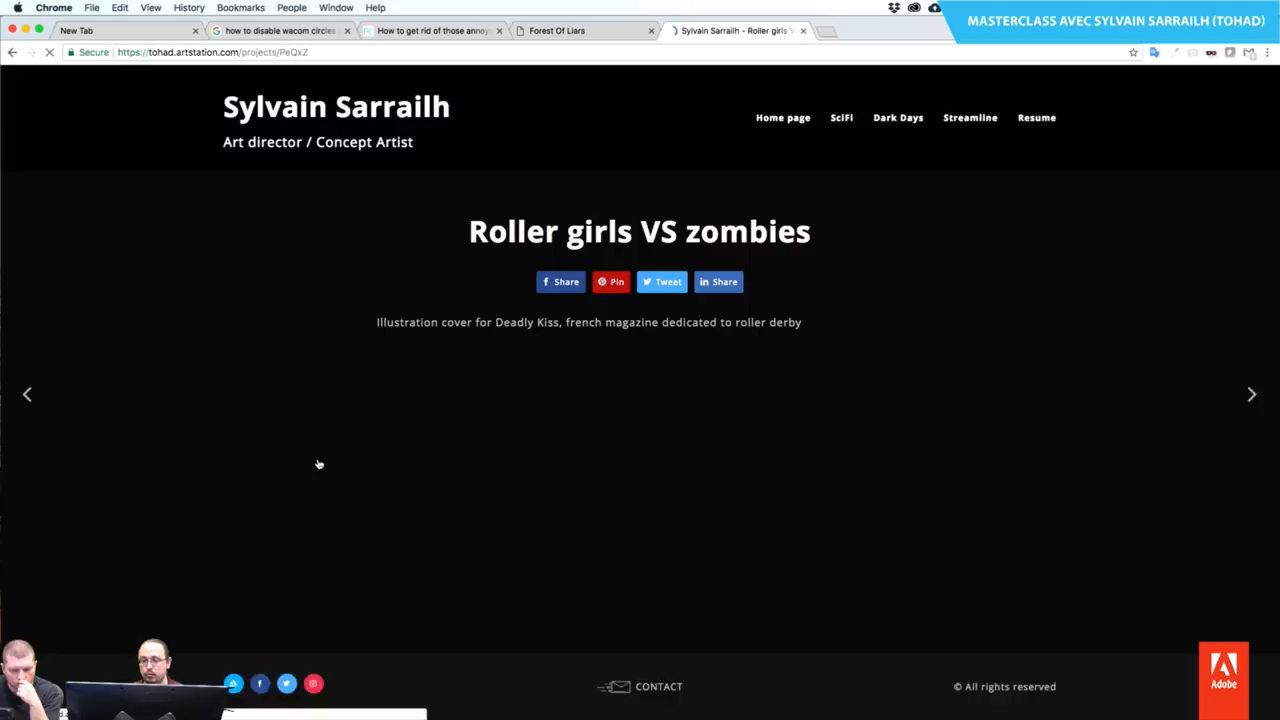 Chrome File Edit View History Bookmarks People Window Help
MASTERCLASS AVEC SYLVAIN SARRAILH (TOHAD)
New Tab
how to disable wacom circles
How to get rid of those annoy
Forest Of Liars
Sylvain Sarrailh - Roller girls V
Secure https://tohad.artstation.com/projects/PeQxZ
Sylvain Sarrailh
Art director / Concept Artist
Home page SciFi Dark Days Streamline Resume
Roller girls VS zombies
Share Pin Tweet Share
Illustration cover for Deadly Kiss, french magazine dedicated to roller derby
CONTACT
© All rights reserved
Adobe